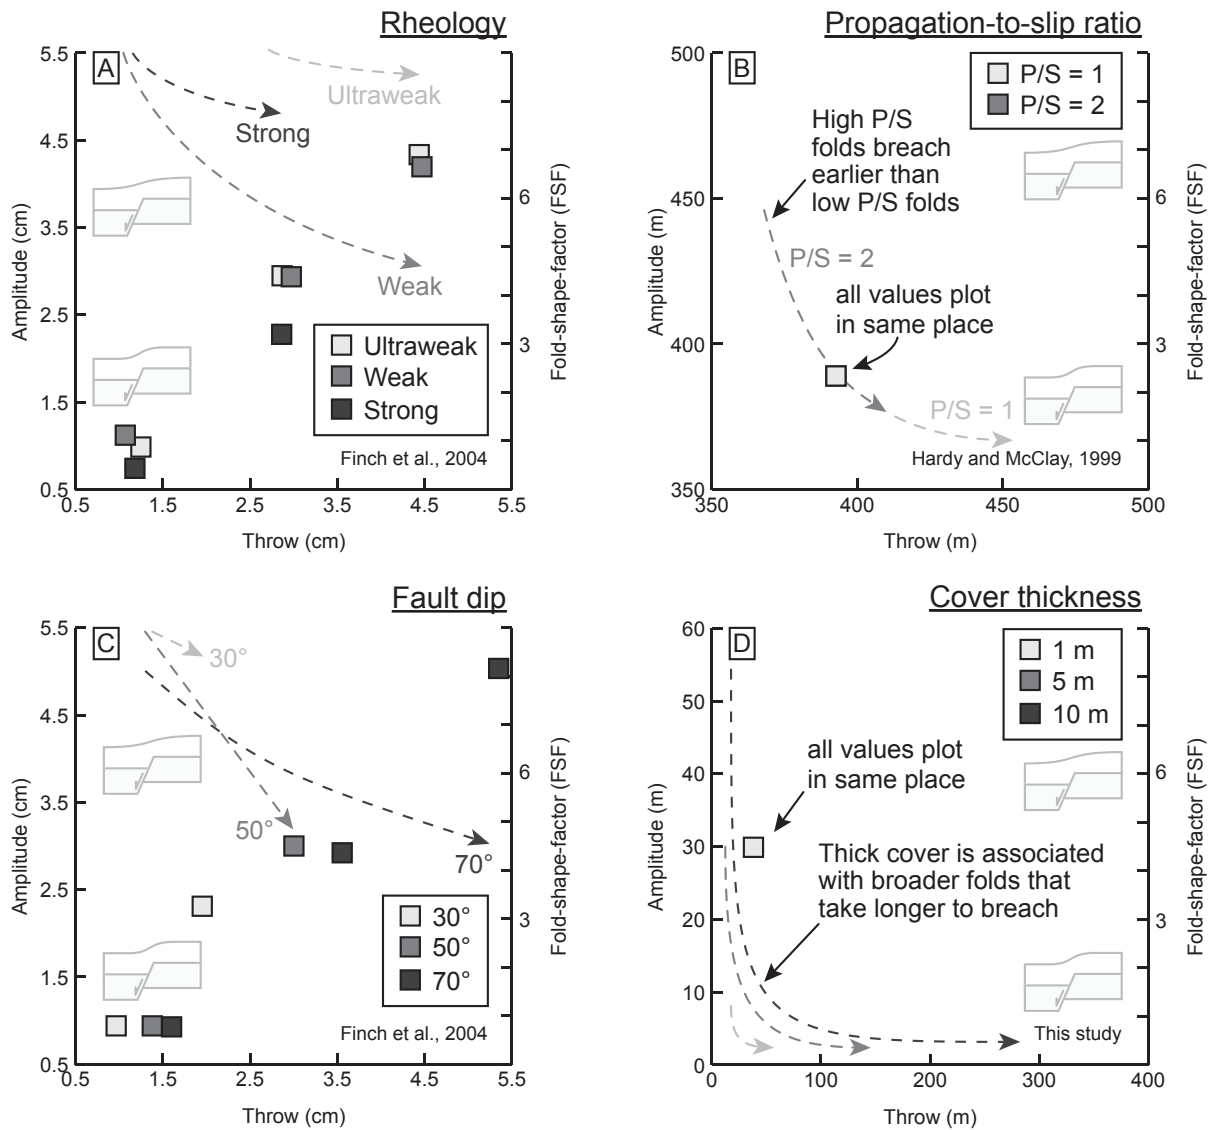 Rheology
A
5.5
4.5
3.5
2.5
1.5
0.5
Amplitude (cm)
Ultraweak
Strong
Weak
Ultraweak
Weak
Strong
Finch et al., 2004
6
3
Fold-shape-factor (FSF)
0.5 1.5 2.5 3.5 4.5 5.5
Throw (cm)
Propagation-to-slip ratio
B
500
450
400
350
Amplitude (m)
P/S = 1
P/S = 2
High P/S
folds breach
earlier than
low P/S folds
P/S = 2
all values plot
in same place
P/S = 1
Hardy and McClay, 1999
6
3
Fold-shape-factor (FSF)
350 400 450 500
Throw (m)
Fault dip
C
5.5
4.5
3.5
2.5
1.5
0.5
Amplitude (cm)
30°
50°
70°
30°
50°
70°
Finch et al., 2004
6
3
Fold-shape-factor (FSF)
0.5 1.5 2.5 3.5 4.5 5.5
Throw (cm)
Cover thickness
D
60
50
40
30
20
10
0
Amplitude (m)
1 m
5 m
10 m
all values plot
in same place
Thick cover is associated
with broader folds that
take longer to breach
This study
6
3
Fold-shape-factor (FSF)
0 100 200 300 400
Throw (m)